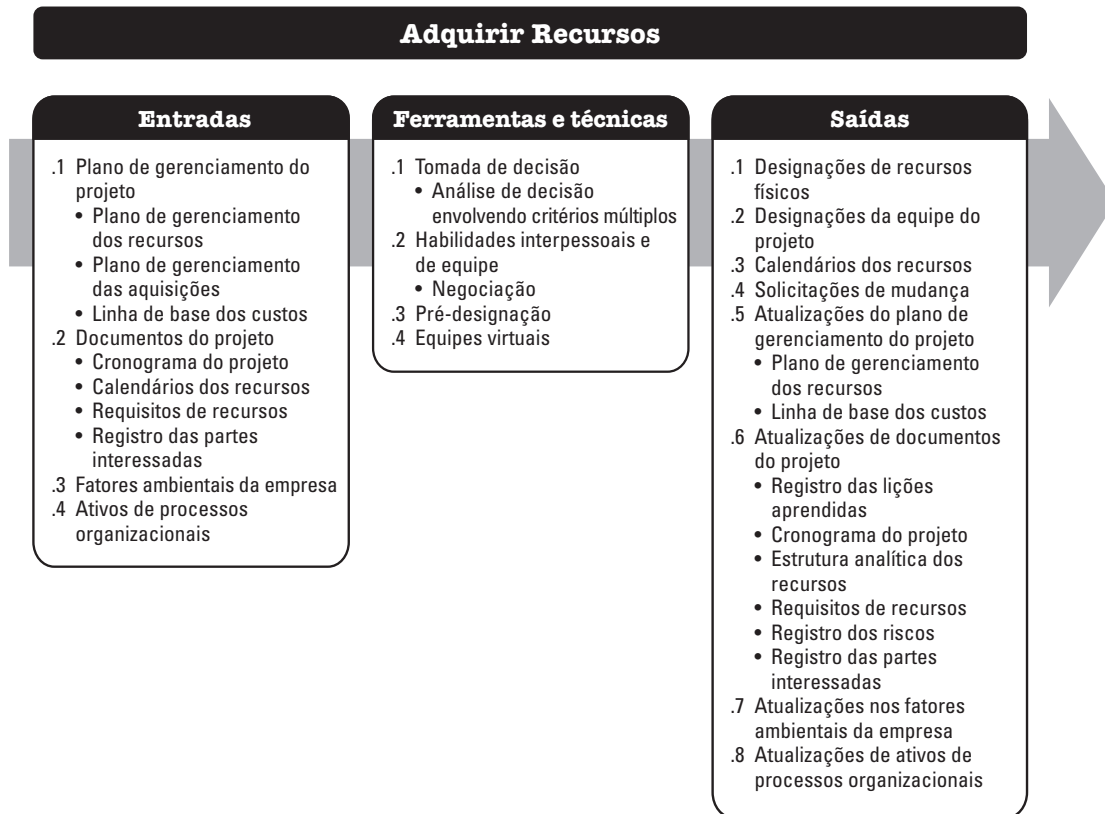 Adquirir Recursos
Entradas
.1 Plano de gerenciamento do
projeto
• Plano de gerenciamento
dos recursos
• Plano de gerenciamento
das aquisições
• Linha de base dos custos
.2 Documentos do projeto
• Cronograma do projeto
• Calendários dos recursos
• Requisitos de recursos
• Registro das partes
interessadas
.3 Fatores ambientais da empresa
.4 Ativos de processos
organizacionais
Ferramentas e técnicas
.1 Tomada de decisão
• Análise de decisão
envolvendo critérios múltiplos
.2 Habilidades interpessoais e
de equipe
• Negociação
.3 Pré-designação
.4 Equipes virtuais
Saídas
.1 Designações de recursos
físicos
.2 Designações da equipe do
projeto
.3 Calendários dos recursos
.4 Solicitações de mudança
.5 Atualizações do plano de
gerenciamento do projeto
• Plano de gerenciamento
dos recursos
• Linha de base dos custos
.6 Atualizações de documentos
do projeto
• Registro das lições
aprendidas
• Cronograma do projeto
• Estrutura analítica dos
recursos
• Requisitos de recursos
• Registro dos riscos
• Registro das partes
interessadas
.7 Atualizações nos fatores
ambientais da empresa
.8 Atualizações de ativos de
processos organizacionais